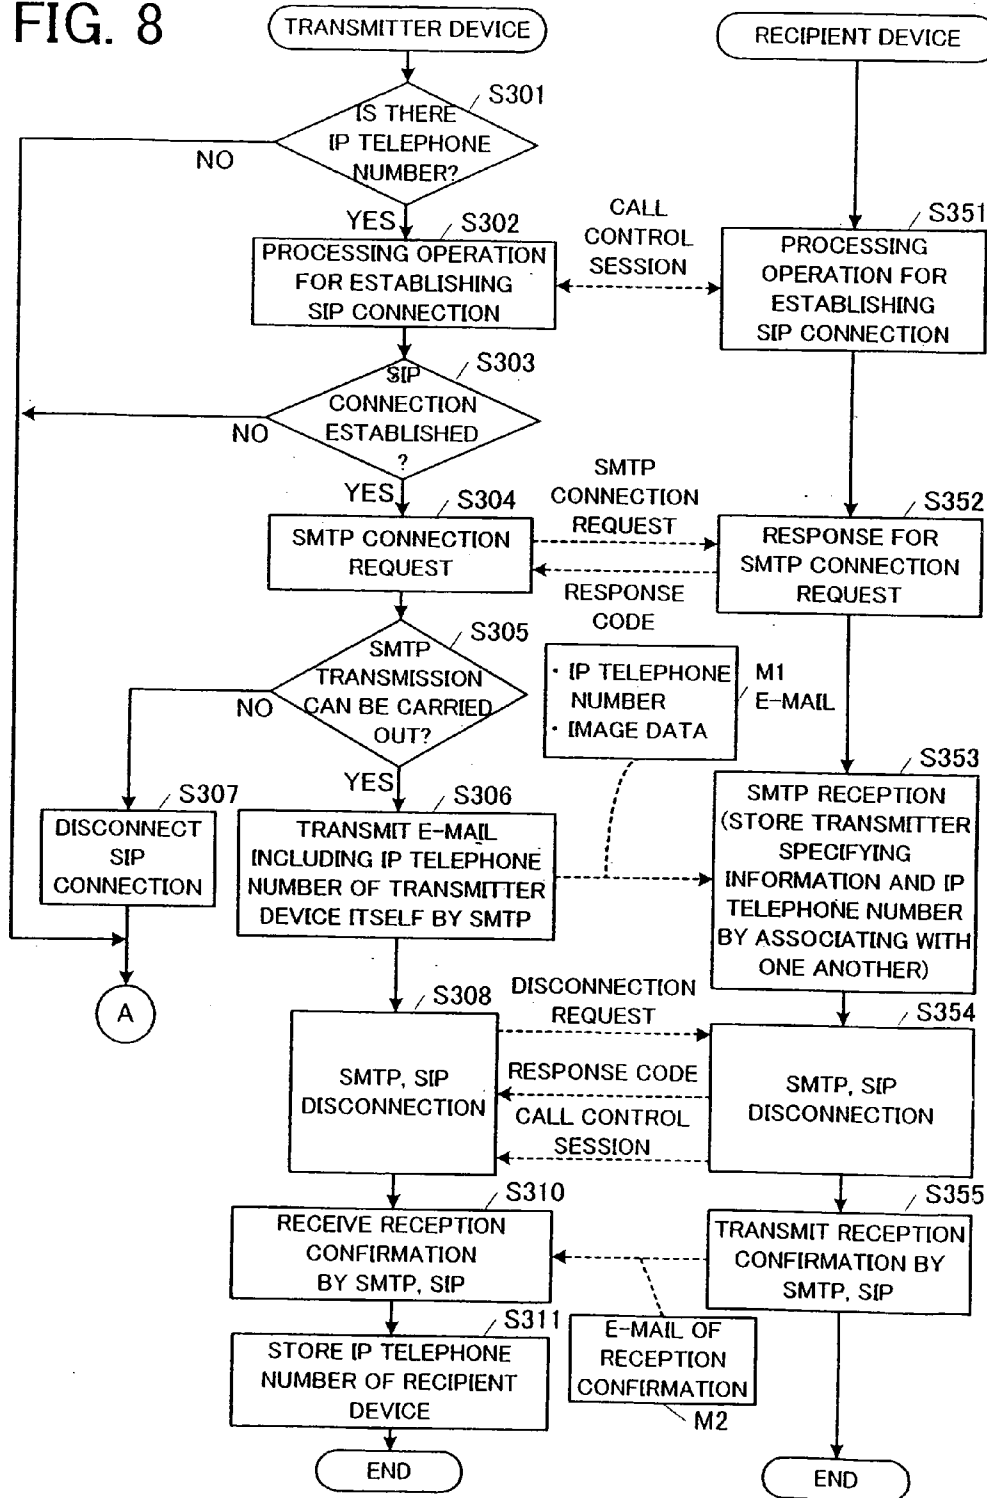 FIG. 8
TRANSMITTER DEVICE
RECIPIENT DEVICE
S301
IS THERE
IP TELEPHONE
NUMBER?
NO
YES
S302
PROCESSING OPERATION
FOR ESTABLISHING
SIP CONNECTION
CALL
CONTROL
SESSION
S351
PROCESSING
OPERATION FOR
ESTABLISHING
SIP CONNECTION
S303
SIP
CONNECTION
ESTABLISHED
?
NO
YES
S304
SMTP CONNECTION
REQUEST
SMTP
CONNECTION
REQUEST
RESPONSE
CODE
S352
RESPONSE FOR
SMTP CONNECTION
REQUEST
S305
SMTP
TRANSMISSION
CAN BE CARRIED
OUT?
NO
YES
· IP TELEPHONE
NUMBER
· IMAGE DATA
M1
E-MAIL
S307
DISCONNECT
SIP
CONNECTION
A
S306
TRANSMIT E-MAIL
INCLUDING IP TELEPHONE
NUMBER OF TRANSMITTER
DEVICE ITSELF BY SMTP
S353
SMTP RECEPTION
(STORE TRANSMITTER
SPECIFYING
INFORMATION AND IP
TELEPHONE NUMBER
BY ASSOCIATING WITH
ONE ANOTHER)
S308
SMTP, SIP
DISCONNECTION
DISCONNECTION
REQUEST
RESPONSE CODE
CALL CONTROL
SESSION
S354
SMTP, SIP
DISCONNECTION
S310
RECEIVE RECEPTION
CONFIRMATION
BY SMTP, SIP
S355
TRANSMIT RECEPTION
CONFIRMATION BY
SMTP, SIP
S311
STORE IP TELEPHONE
NUMBER OF RECIPIENT
DEVICE
E-MAIL OF
RECEPTION
CONFIRMATION
M2
END
END